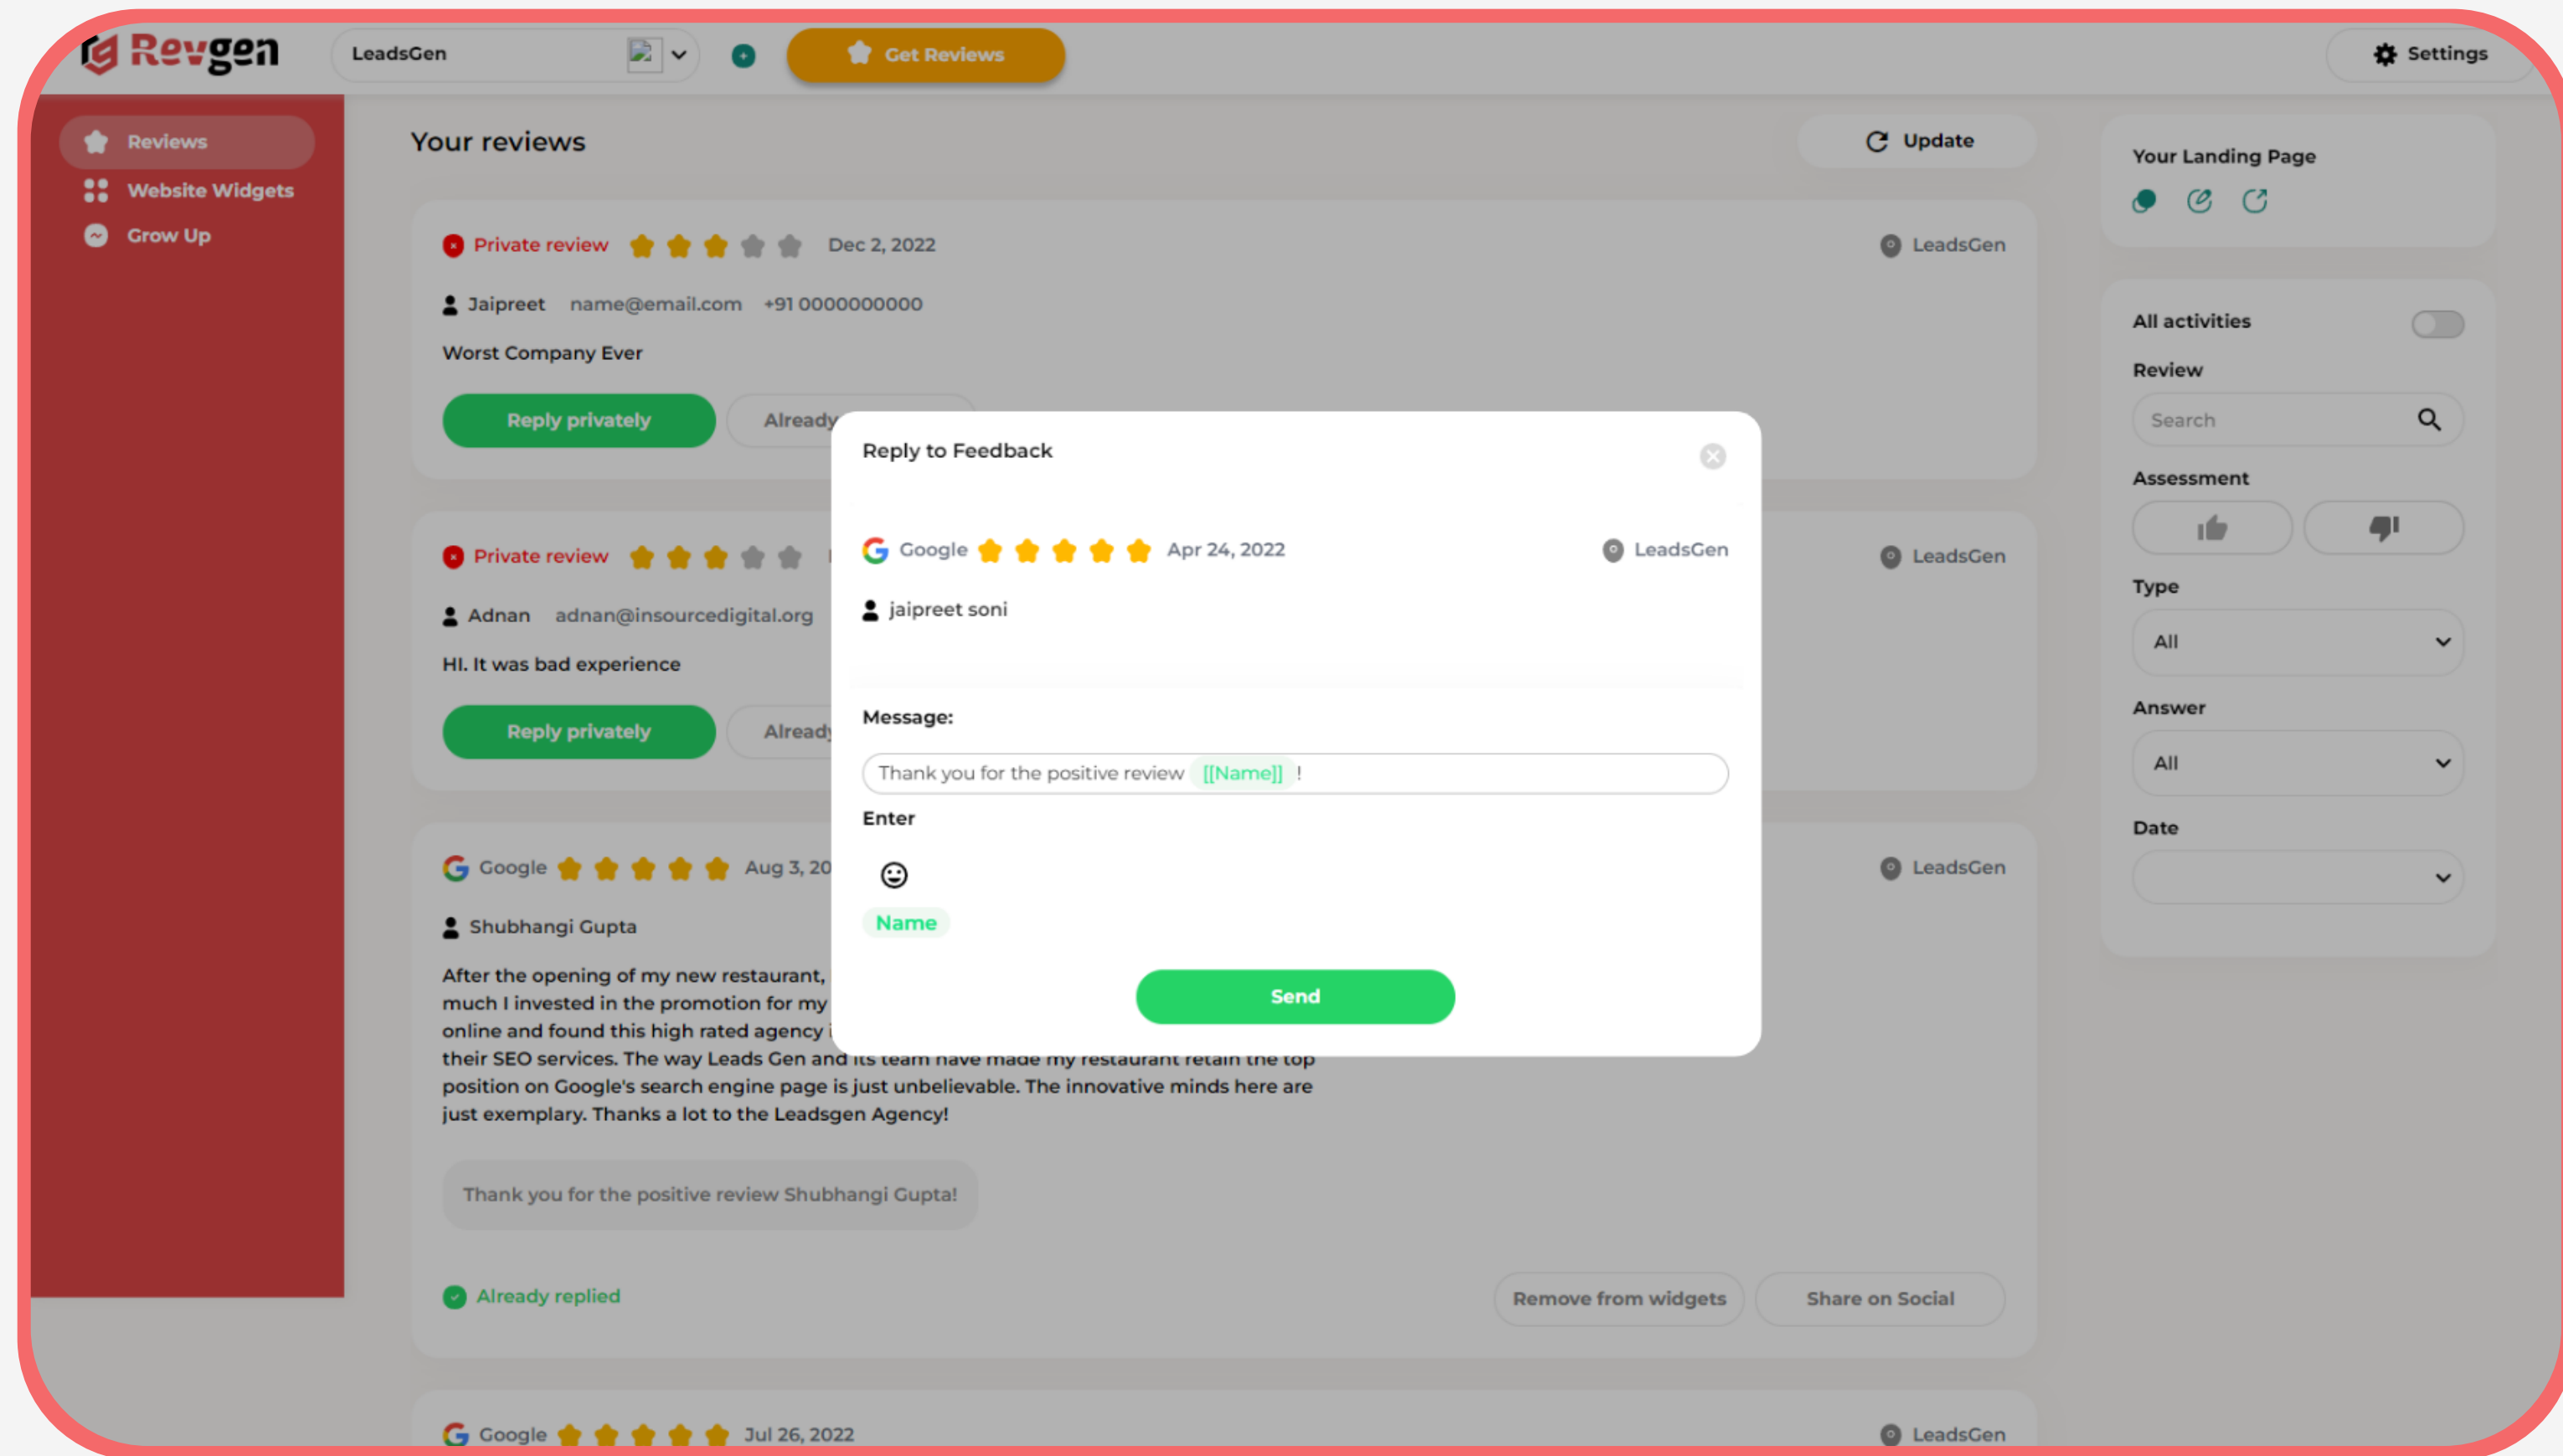 Revgen
LeadsGen
Get Reviews
Settings
Reviews
Website Widgets
Grow Up
Your reviews
Update
Private review Dec 2, 2022 LeadsGen
Jaipreet name@email.com +91 0000000000
Worst Company Ever
Reply privately Already
Private review LeadsGen
Adnan adnan@insourcedigital.org
HI. It was bad experience
Reply privately
Google Aug 3, 20 LeadsGen
Shubhangi Gupta
After the opening of my new restaurant,
much I invested in the promotion for my
online and found this high rated agency
their SEO services. The way Leads Gen and its team have made my restaurant retain the top
position on Google's search engine page is just unbelievable. The innovative minds here are
just exemplary. Thanks a lot to the Leadsgen Agency!
Thank you for the positive review Shubhangi Gupta!
Already replied
Remove from widgets Share on Social
Google Jul 26, 2022 LeadsGen
Reply to Feedback
Google Apr 24, 2022 LeadsGen
jaipreet soni
Message:
Thank you for the positive review [[Name]] !
Enter
Name
Send
Your Landing Page
All activities
Review
Search
Assessment
Type
All
Answer
All
Date